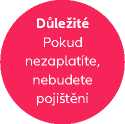 Důležité
Pokud
nezaplatíte,
nebudete
pojištěni